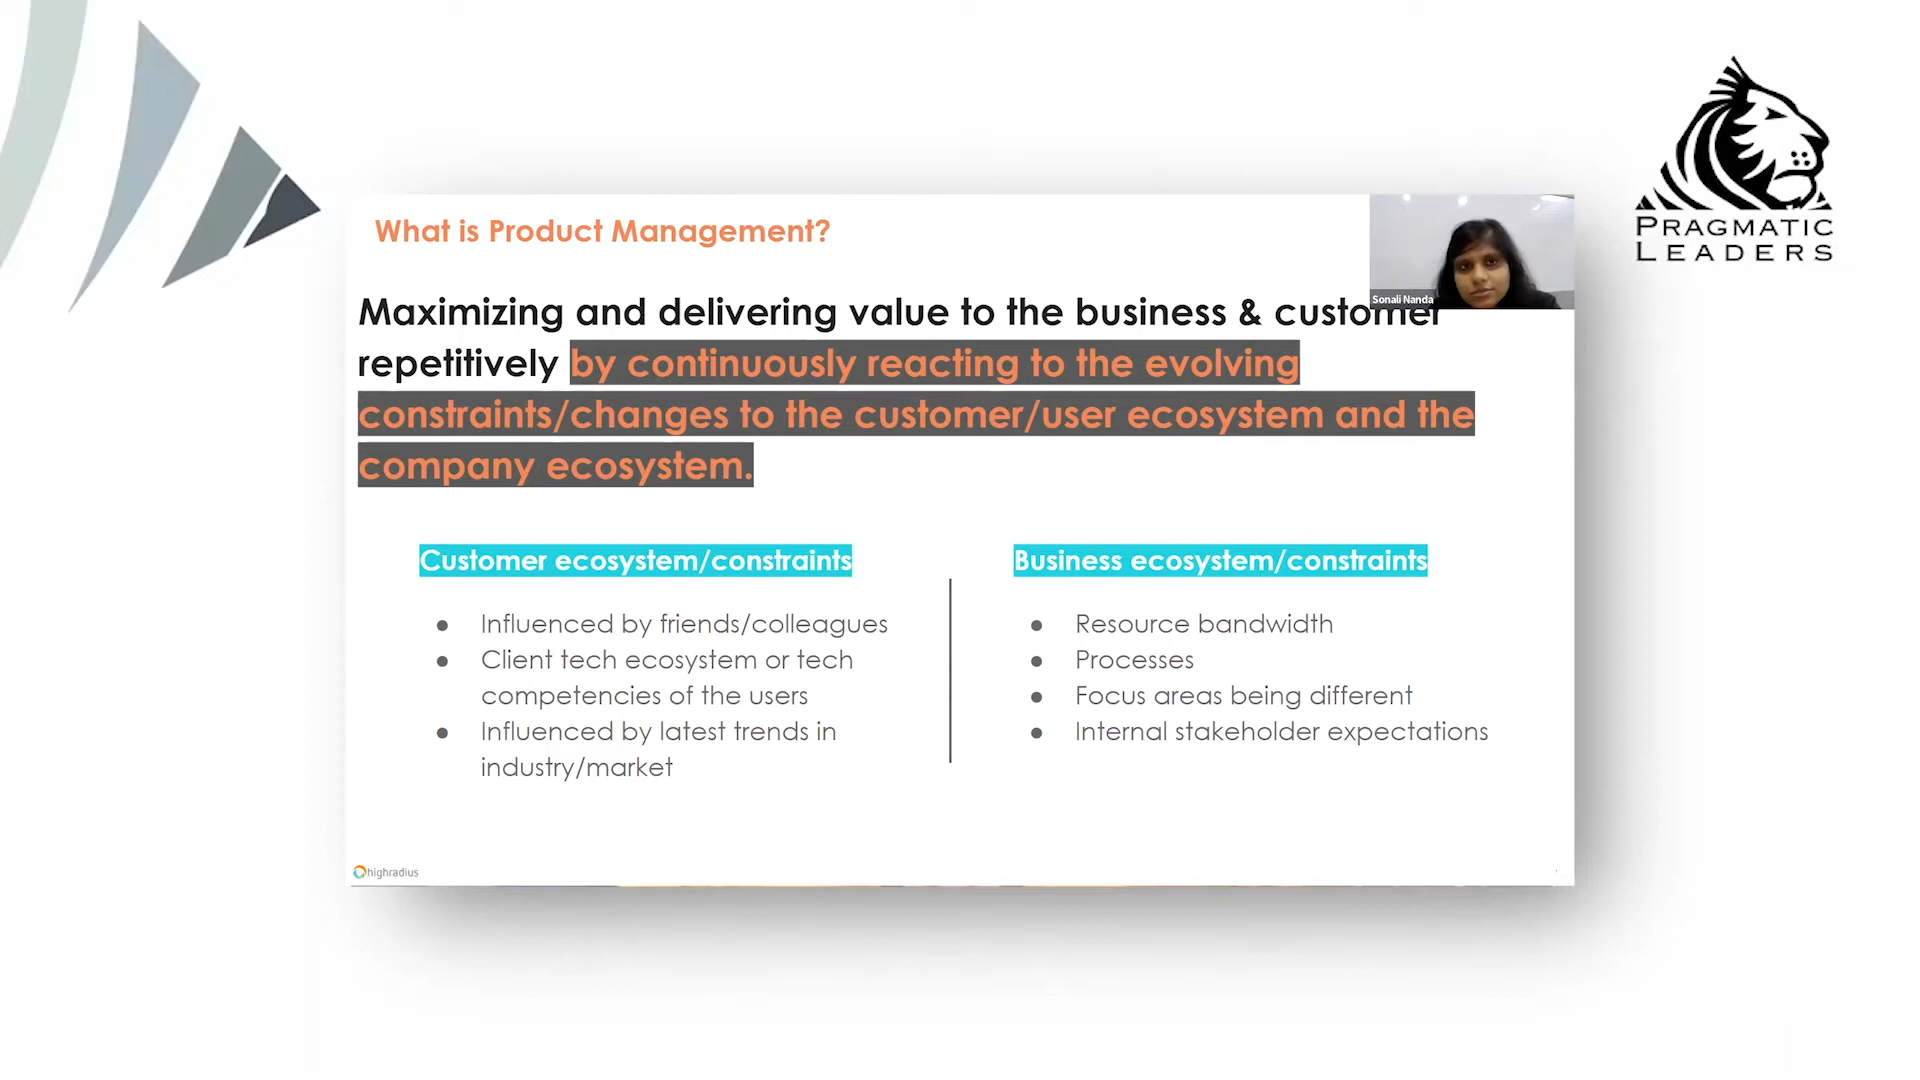 PRAGMATIC
LEADERS
What is Product Management?
Sonali Nanda
Maximizing and delivering value to the business & customer
repetitively by continuously reacting to the evolving
constraints/changes to the customer/user ecosystem and the
company ecosystem.
Customer ecosystem/constraints
● Influenced by friends/colleagues
● Client tech ecosystem or tech
competencies of the users
● Influenced by latest trends in
industry/market
Business ecosystem/constraints
● Resource bandwidth
● Processes
● Focus areas being different
● Internal stakeholder expectations
highradius